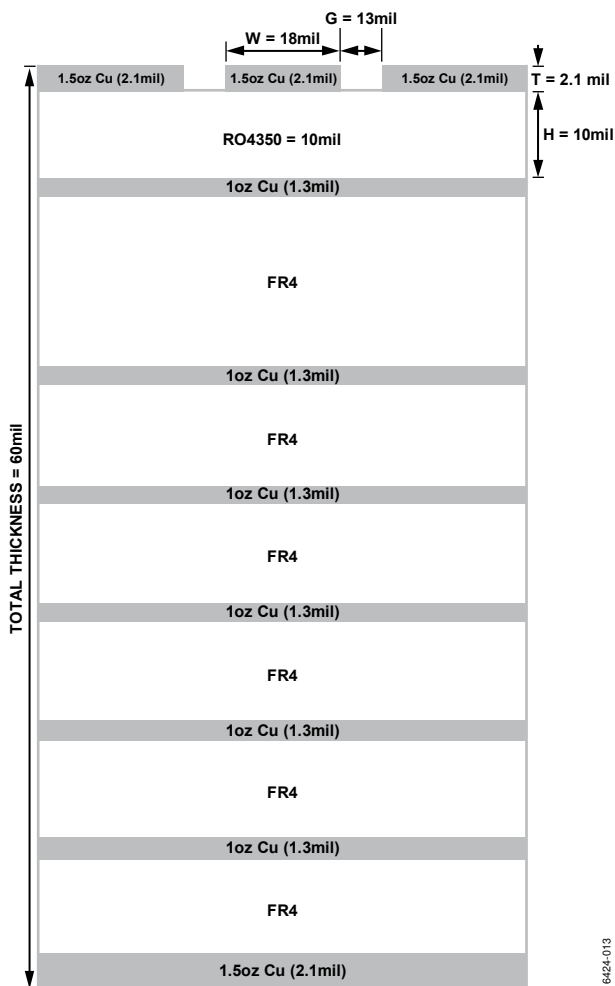 G = 13mil
W = 18mil
1.5oz Cu (2.1mil)
1.5oz Cu (2.1mil)
1.5oz Cu (2.1mil)
T = 2.1 mil
RO4350 = 10mil
H = 10mil
1oz Cu (1.3mil)
FR4
1oz Cu (1.3mil)
FR4
1oz Cu (1.3mil)
FR4
1oz Cu (1.3mil)
FR4
1oz Cu (1.3mil)
FR4
1oz Cu (1.3mil)
FR4
1.5oz Cu (2.1mil)
TOTAL THICKNESS = 60mil
6424-013